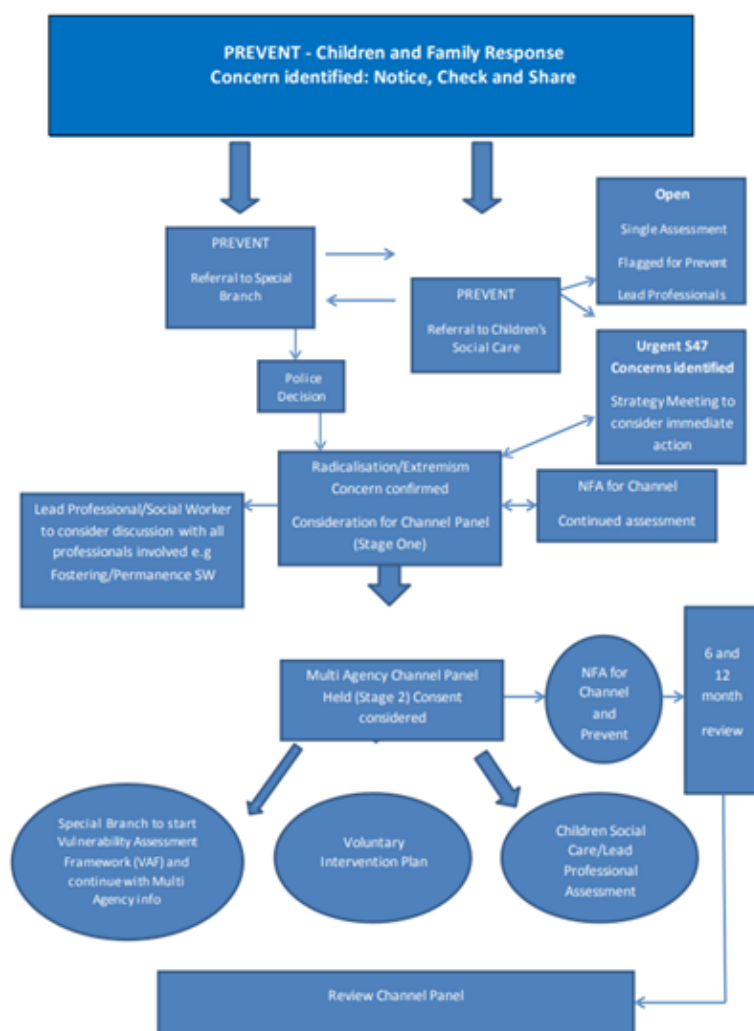 PREVENT - Children and Family Response
Concern identified: Notice, Check and Share
Open
Single Assessment
Flagged for Prevent
Lead Professionals
PREVENT
Referral to Special
Branch
PREVENT
Referral to Children's
Social Care
Urgent S47
Concerns identified
Strategy Meeting to
consider immediate
action
Police
Decision
Radicalisation/Extremism
Concern confirmed
Consideration for Channel Panel
(Stage One)
NFA for Channel
Continued assessment
Lead Professional/Social Worker
to consider discussion with all
professionals involved e.g
Fostering/Permanence SW
Multi Agency Channel Panel
Held (Stage 2) Consent
considered
NFA for
Channel
and
Prevent
6 and
12
month
review
Special Branch to start
Vulnerability Assessment
Framework (VAF) and
continue with Multi
Agency info
Voluntary
Intervention Plan
Children Social
Care/Lead
Professional
Assessment
Review Channel Panel